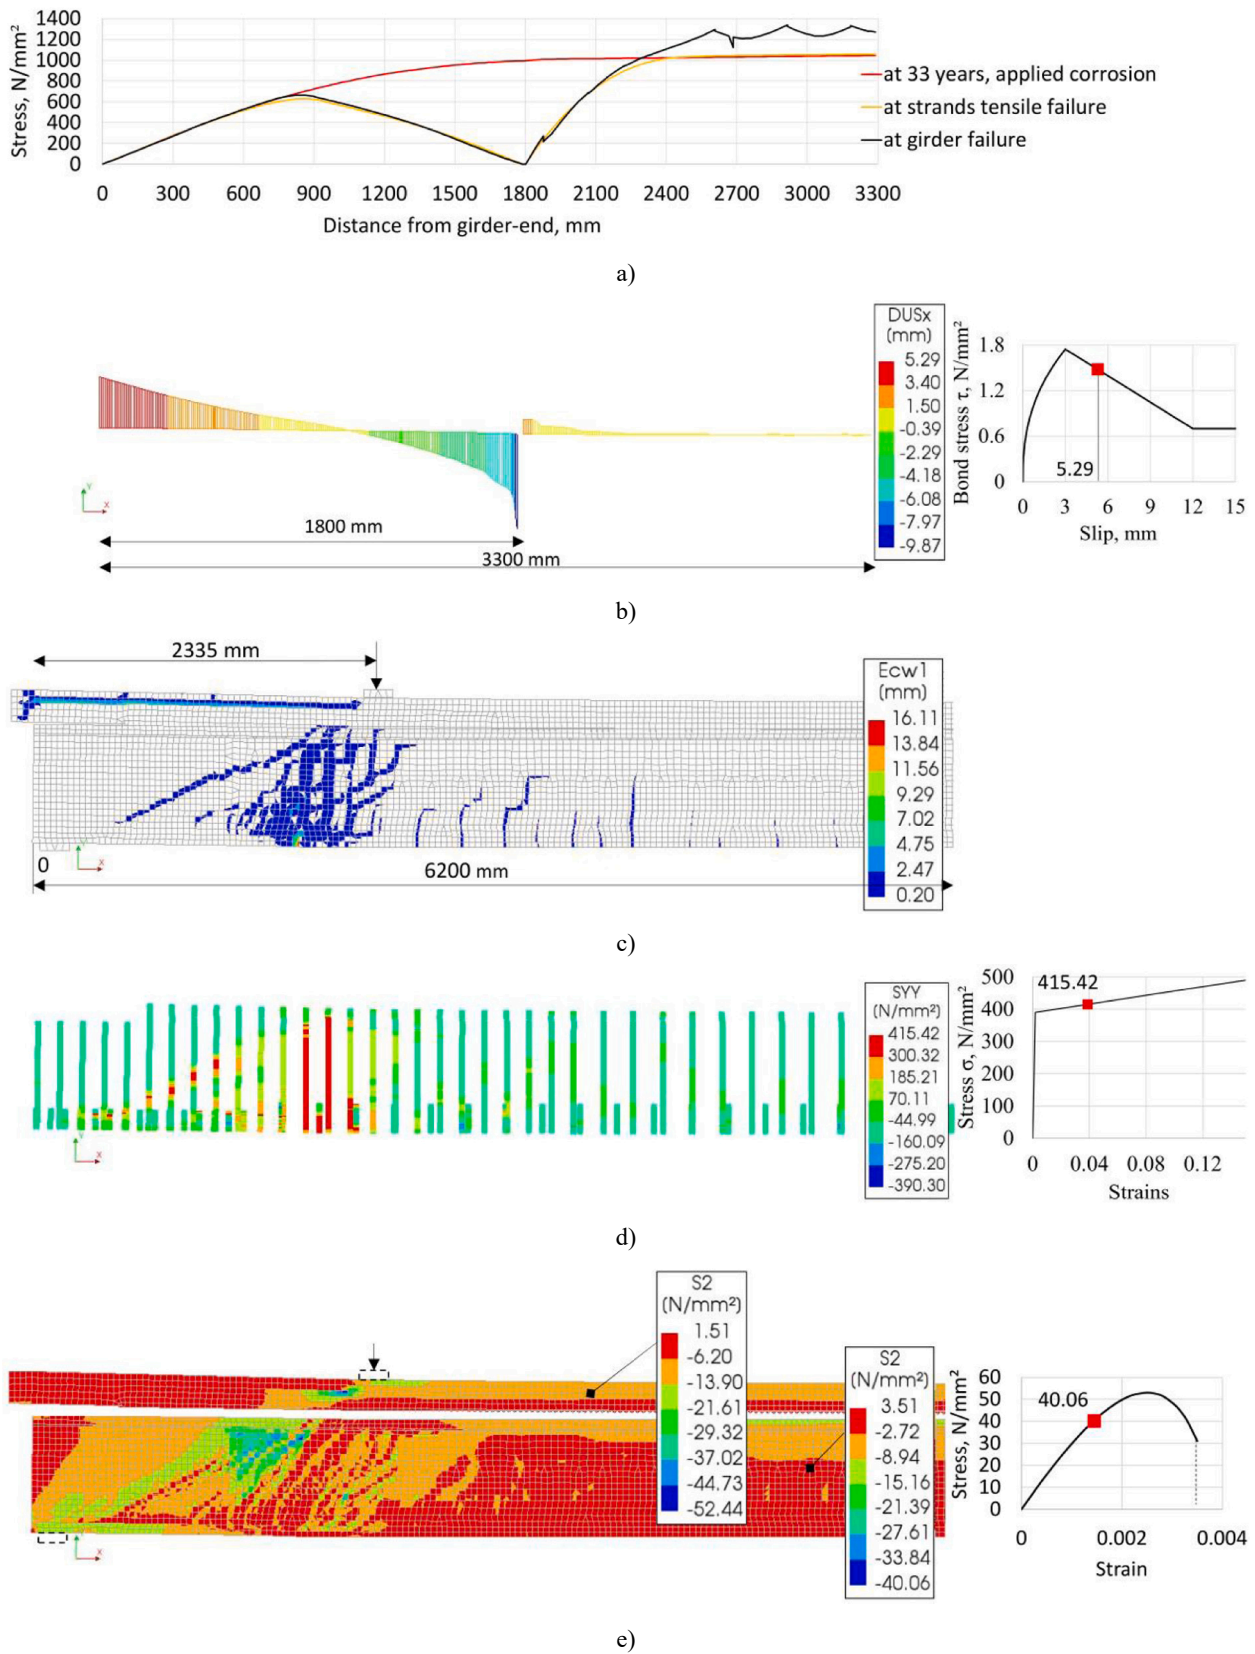 1400
1200
1000
800
600
400
200
0
Stress, N/mm²
0 300 600 900 1200 1500 1800 2100 2400 2700 3000 3300
Distance from girder-end, mm
at 33 years, applied corrosion
at strands tensile failure
at girder failure
a)
DUSx
(mm)
5.29
3.40
1.50
-0.39
-2.29
-4.18
-6.08
-7.97
-9.87
Y
X
1800 mm
3300 mm
Bond stress τ, N/mm²
1.8
1.2
0.6
0
5.29
0 3 6 9 12 15
Slip, mm
b)
2335 mm
Ecw1
(mm)
16.11
13.84
11.56
9.29
7.02
4.75
2.47
0.20
0
Y
X
6200 mm
c)
SYY
(N/mm²)
415.42
300.32
185.21
70.11
-44.99
-160.09
-275.20
-390.30
Y
X
Stress σ, N/mm²
500
400
300
200
100
0
415.42
0 0.04 0.08 0.12
Strains
d)
S2
(N/mm²)
1.51
-6.20
-13.90
-21.61
-29.32
-37.02
-44.73
-52.44
S2
(N/mm²)
3.51
-2.72
-8.94
-15.16
-21.39
-27.61
-33.84
-40.06
X
Stress, N/mm²
60
50
40
30
20
10
0
40.06
0 0.002 0.004
Strain
e)